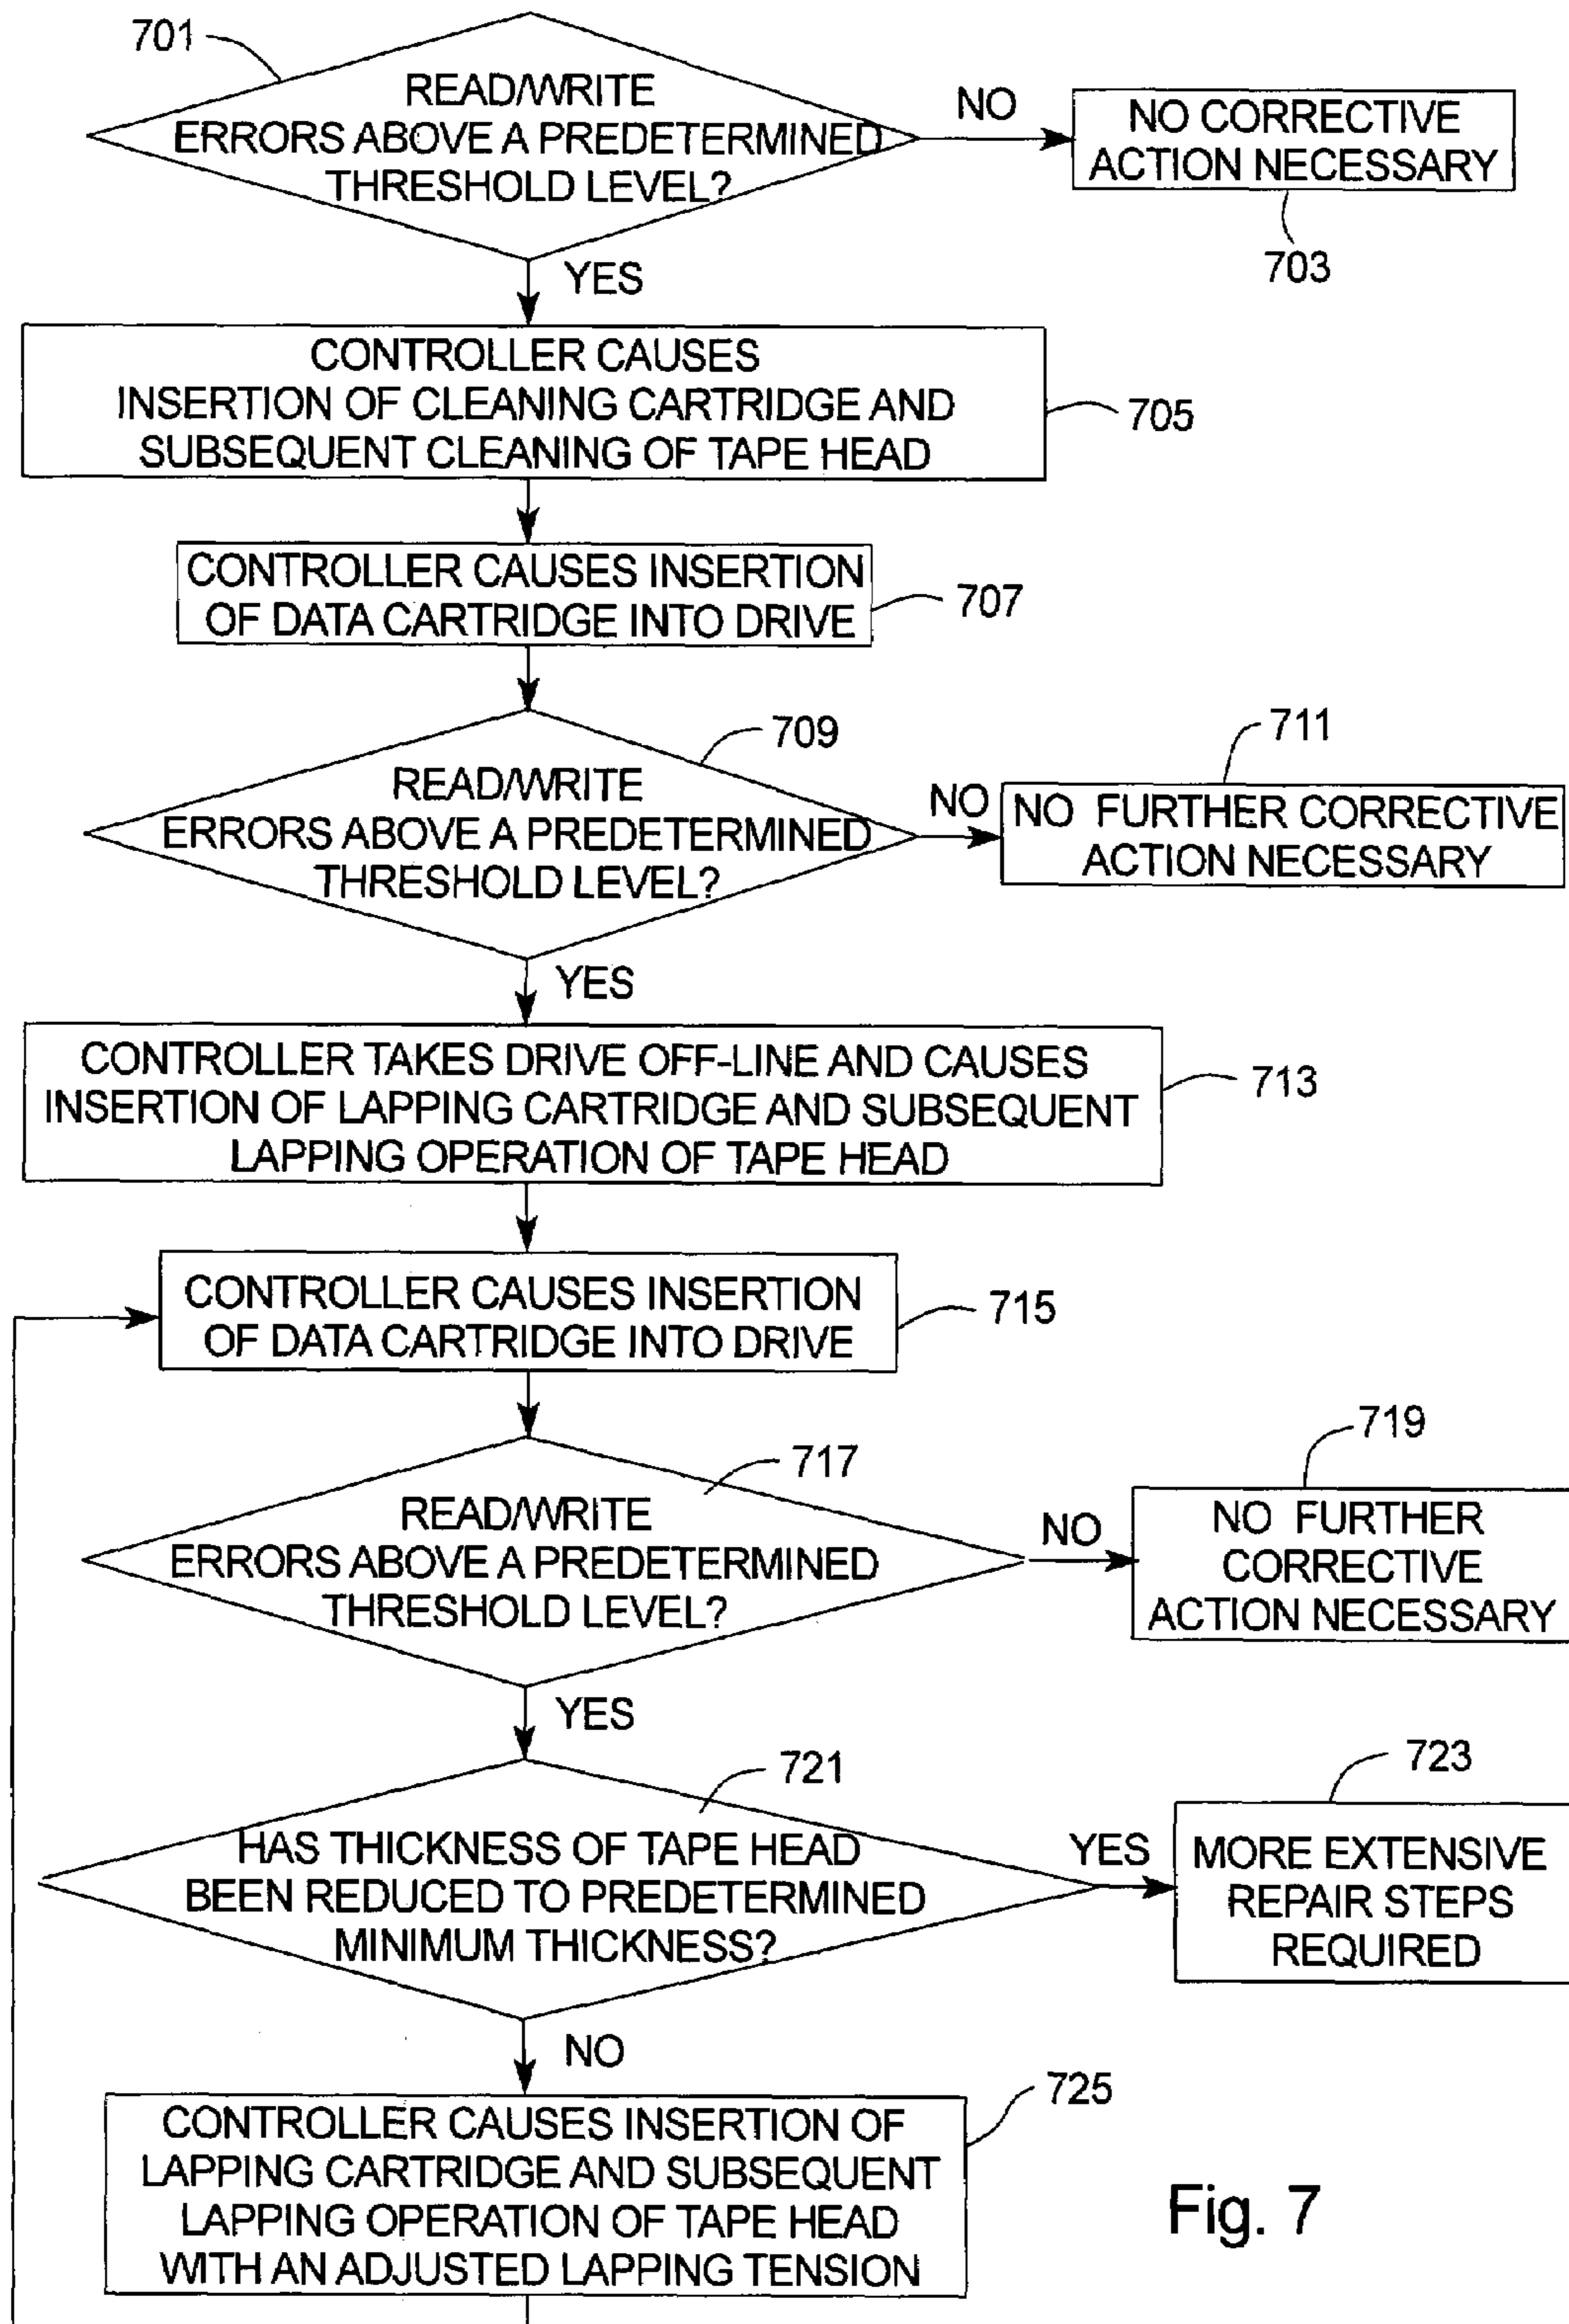 701
READ/WRITE
ERRORS ABOVE A PREDETERMINED
THRESHOLD LEVEL?
NO
NO CORRECTIVE
ACTION NECESSARY
703
YES
CONTROLLER CAUSES
INSERTION OF CLEANING CARTRIDGE AND
SUBSEQUENT CLEANING OF TAPE HEAD
705
CONTROLLER CAUSES INSERTION
OF DATA CARTRIDGE INTO DRIVE
707
709
READ/WRITE
ERRORS ABOVE A PREDETERMINED
THRESHOLD LEVEL?
NO
711
NO FURTHER CORRECTIVE
ACTION NECESSARY
YES
CONTROLLER TAKES DRIVE OFF-LINE AND CAUSES
INSERTION OF LAPPING CARTRIDGE AND SUBSEQUENT
LAPPING OPERATION OF TAPE HEAD
713
CONTROLLER CAUSES INSERTION
OF DATA CARTRIDGE INTO DRIVE
715
717
READ/WRITE
ERRORS ABOVE A PREDETERMINED
THRESHOLD LEVEL?
NO
719
NO FURTHER
CORRECTIVE
ACTION NECESSARY
YES
721
HAS THICKNESS OF TAPE HEAD
BEEN REDUCED TO PREDETERMINED
MINIMUM THICKNESS?
YES
723
MORE EXTENSIVE
REPAIR STEPS
REQUIRED
NO
725
CONTROLLER CAUSES INSERTION OF
LAPPING CARTRIDGE AND SUBSEQUENT
LAPPING OPERATION OF TAPE HEAD
WITH AN ADJUSTED LAPPING TENSION
Fig. 7